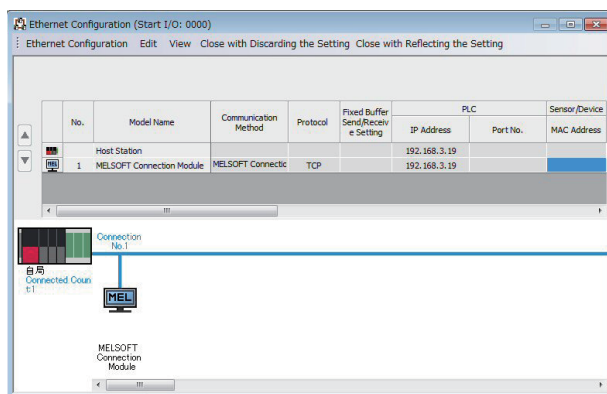 Ethernet Configuration (Start I/O: 0000)
Ethernet Configuration Edit View Close with Discarding the Setting Close with Reflecting the Setting
No. Model Name Communication Method Protocol Fixed Buffer Send/Receiv e Setting PLC Sensor/Device
IP Address Port No. MAC Address
Host Station 192.168.3.19
1 MELSOFT Connection Module MELSOFT Connectic TCP 192.168.3.19
Connection
No.1
自局
Connected Coun
t:1
MEL
MELSOFT
Connection
Module